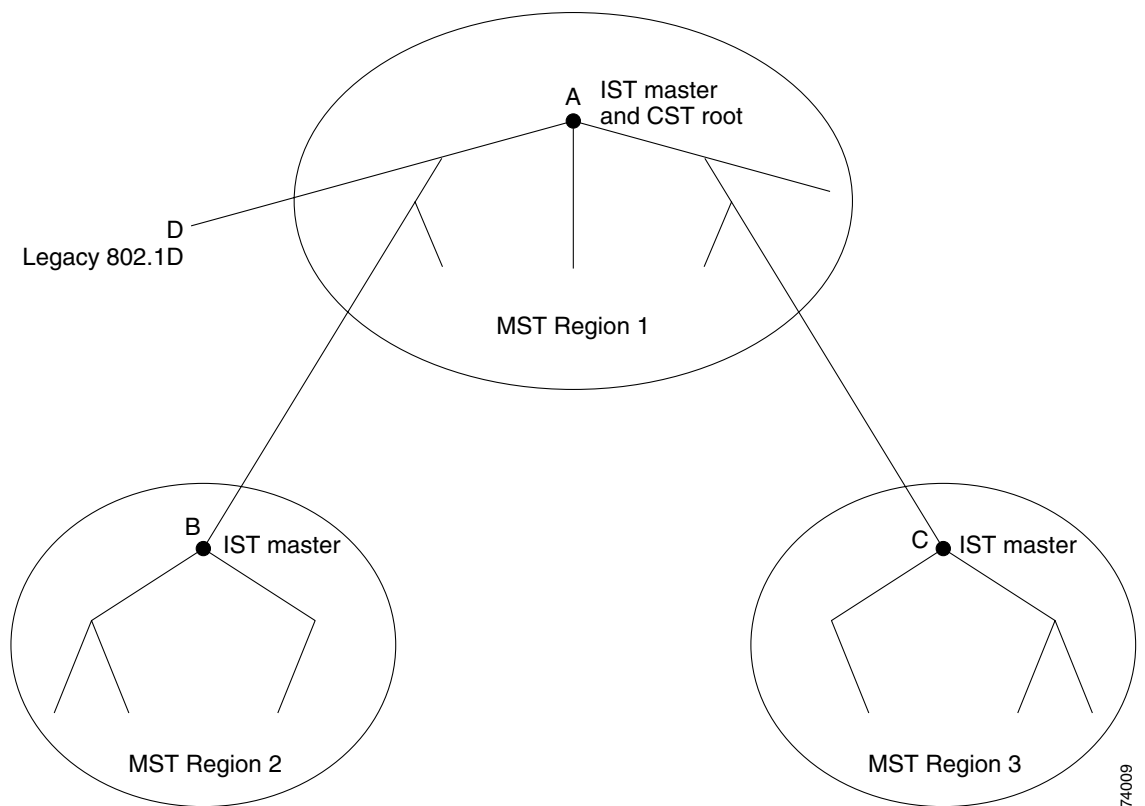 A
IST master
and CST root
D
Legacy 802.1D
MST Region 1
B
IST master
C
IST master
MST Region 2
MST Region 3
74009